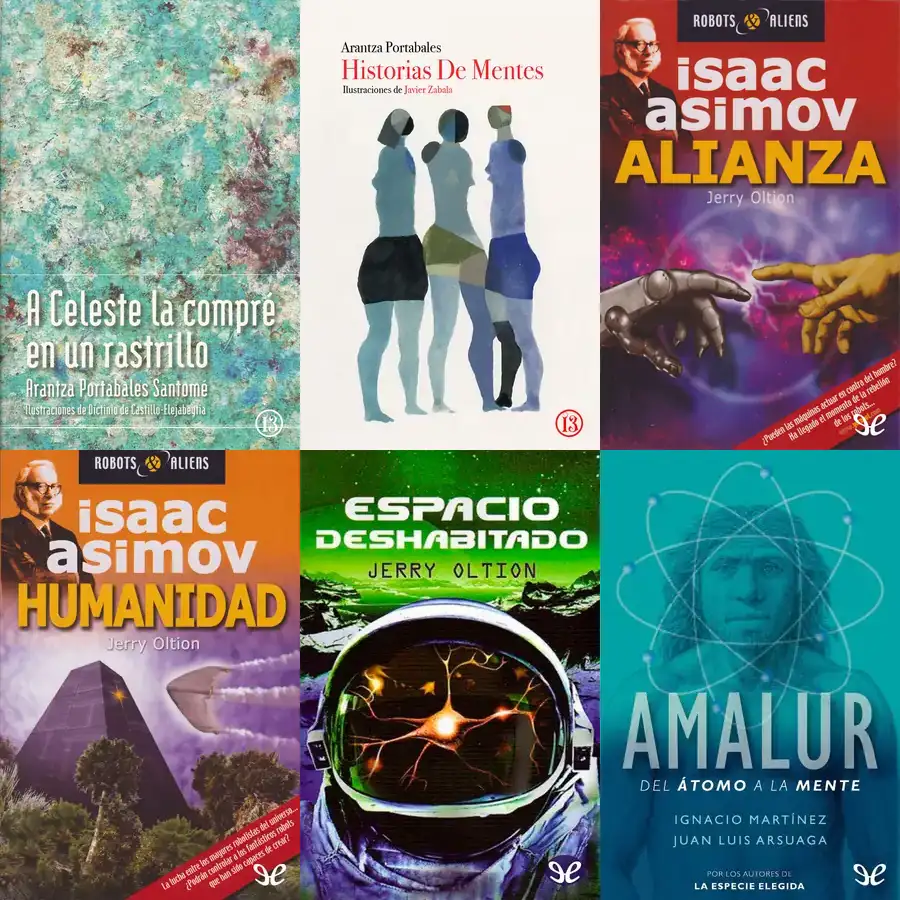 A Celeste la compré
en un rastrillo
Arantza Portabales Santomé
Ilustraciones de Dictinio de Castillo-Elejabeytia
13
Arantza Portabales
Historias De Mentes
Ilustraciones de Javier Zabala
13
ROBOTS & ALIENS
isaac
asimov
ALIANZA
Jerry Oltion
¿Pueden las máquinas actuar en contra del hombre?
Ha llegado el momento de la rebelión
de los robots...
ROBOTS & ALIENS
isaac
asimov
HUMANIDAD
Jerry Oltion
La lucha entre los mayores robotistas del universo...
¿Podrán controlar a los fantásticos robots
que han sido capaces de crear?
ESPACIO
DESHABITADO
JERRY OLTION
AMALUR
DEL ÁTOMO A LA MENTE
IGNACIO MARTÍNEZ
JUAN LUIS ARSUAGA
POR LOS AUTORES DE
LA ESPECIE ELEGIDA